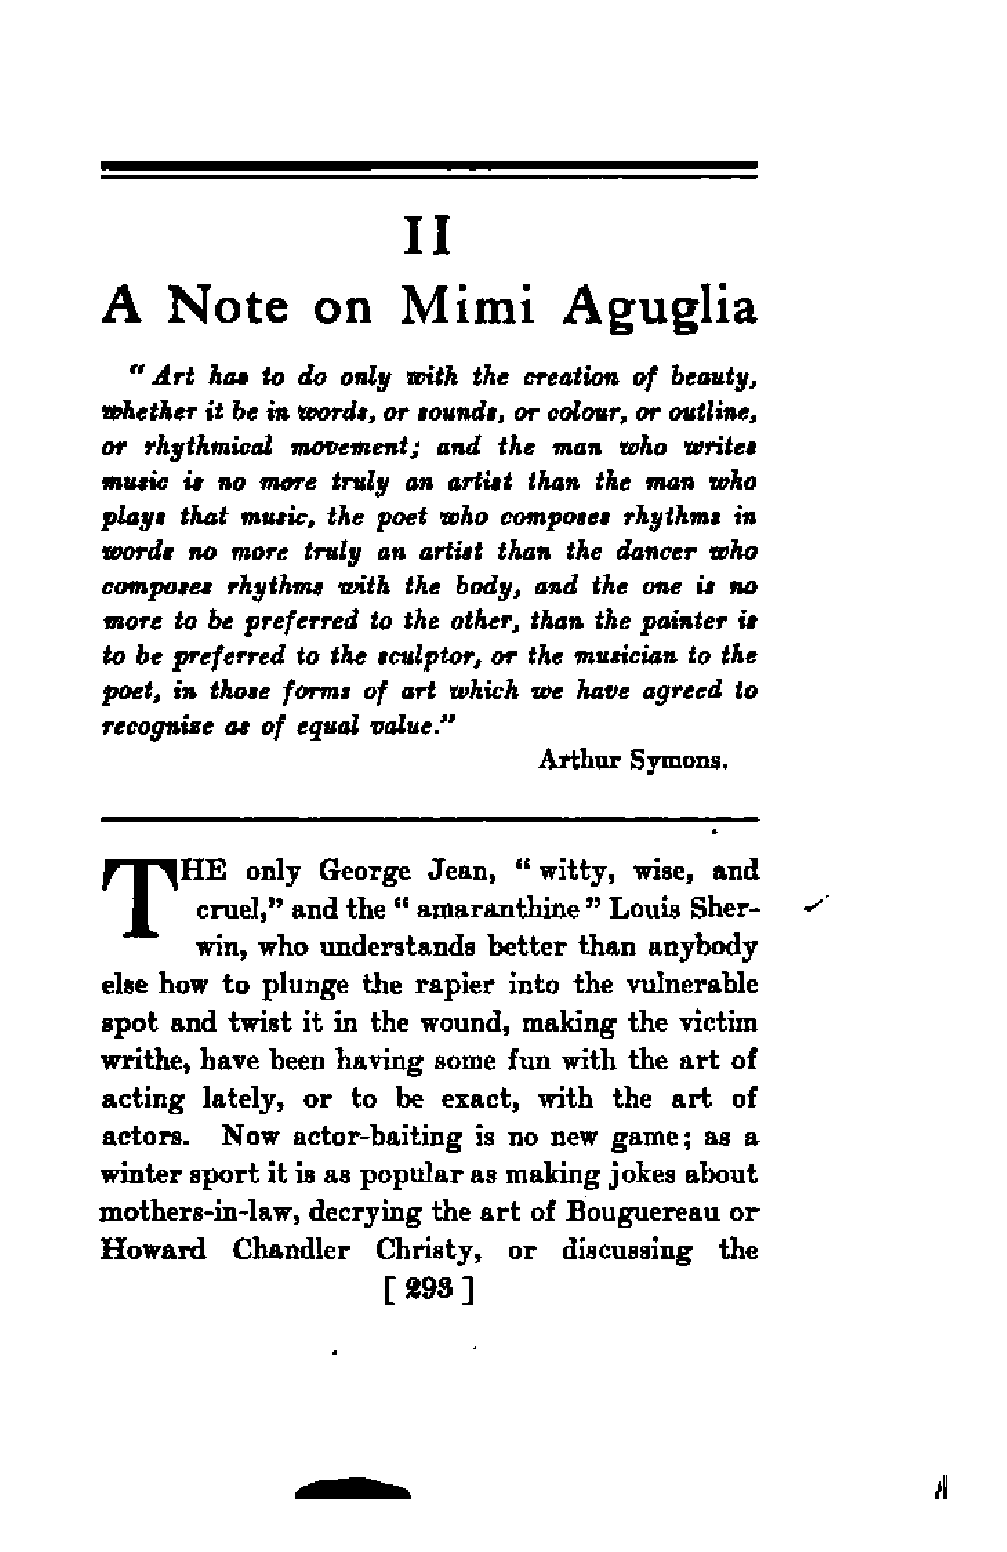 II
A Note on Mimi Aguglia
"Art has to do only with the creation of beauty,
whether it be in words, or sounds, or colour, or outline,
or rhythmical movement; and the man who writes
music is no more truly an artist than the man who
plays that music, the poet who composes rhythms in
words no more truly an artist than the dancer who
composes rhythms with the body, and the one is no
more to be preferred to the other, than the painter is
to be preferred to the sculptor, or the musician to the
poet, in those forms of art which we have agreed to
recognise as of equal value."
Arthur Symons.
THE only George Jean, "witty, wise, and
cruel," and the "amaranthine" Louis Sher-
win, who understands better than anybody
else how to plunge the rapier into the vulnerable
spot and twist it in the wound, making the victim
writhe, have been having some fun with the art of
acting lately, or to be exact, with the art of
actors. Now actor-baiting is no new game; as a
winter sport it is as popular as making jokes about
mothers-in-law, decrying the art of Bouguereau or
Howard Chandler Christy, or discussing the
[ 293 ]